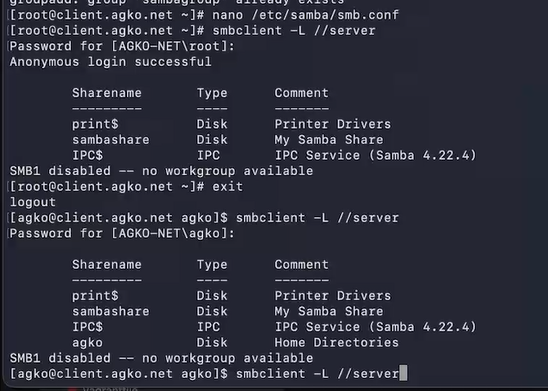 groupadd: group 'sambagroup' already exists
[root@client.agko.net ~]# nano /etc/samba/smb.conf
[root@client.agko.net ~]# smbclient -L //server
Password for [AGKO-NET\root]:
Anonymous login successful
Sharename Type Comment
--------- ---- -------
print$ Disk Printer Drivers
sambashare Disk My Samba Share
IPC$ IPC IPC Service (Samba 4.22.4)
SMB1 disabled -- no workgroup available
[root@client.agko.net ~]# exit
logout
[agko@client.agko.net agko]$ smbclient -L //server
Password for [AGKO-NET\agko]:
Sharename Type Comment
--------- ---- -------
print$ Disk Printer Drivers
sambashare Disk My Samba Share
IPC$ IPC IPC Service (Samba 4.22.4)
agko Disk Home Directories
SMB1 disabled -- no workgroup available
[agko@client.agko.net agko]$ smbclient -L //server